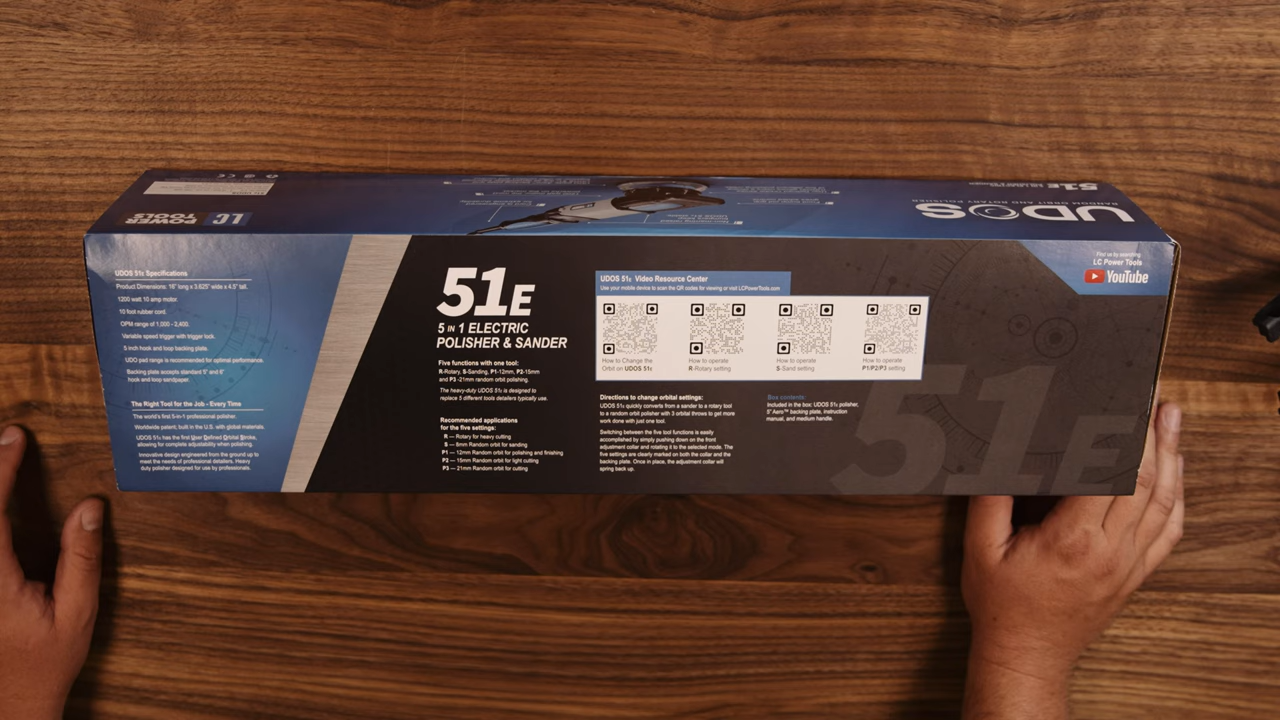 LC
POWER
TOOLS
UDOS
RANDOM ORBIT AND ROTARY POLISHER
51E
UDOS 51E Specifications
Product Dimensions: 16" long x 3.625" wide x 4.5" tall.
1200 watt 10 amp motor.
10 foot rubber cord.
OPM range of 1,000 - 2,400.
Variable speed trigger with trigger lock.
5 inch hook and loop backing plate.
UDO pad range is recommended for optimal performance.
Backing plate accepts standard 5" and 6"
hook and loop sandpaper.
The Right Tool for the Job - Every Time
The world's first 5-in-1 professional polisher.
Worldwide patent; built in the U.S. with global materials.
UDOS 51E has the first User Defined Orbital Stroke,
allowing for complete adjustability when polishing.
Innovative design engineered from the ground up to
meet the needs of professional detailers. Heavy
duty polisher designed for use by professionals.
51E
5 IN 1 ELECTRIC
POLISHER & SANDER
Five functions with one tool:
R-Rotary, S-Sanding, P1-12mm, P2-15mm
and P3 -21mm random orbit polishing.
The heavy-duty UDOS 51E is designed to
replace 5 different tools detailers typically use.
Recommended applications
for the five settings:
R — Rotary for heavy cutting
S — 8mm Random orbit for sanding
P1 — 12mm Random orbit for polishing and finishing
P2 — 15mm Random orbit for light cutting
P3 — 21mm Random orbit for cutting
UDOS 51E Video Resource Center
Use your mobile device to scan the QR codes for viewing or visit LCPowerTools.com
How to Change the
Orbit on UDOS 51E
How to operate
R-Rotary setting
How to operate
S-Sand setting
How to operate
P1/P2/P3 setting
Directions to change orbital settings:
UDOS 51E quickly converts from a sander to a rotary tool
to a random orbit polisher with 3 orbital throws to get more
work done with just one tool.
Switching between the five tool functions is easily
accomplished by simply pushing down on the front
adjustment collar and rotating it to the selected mode. The
five settings are clearly marked on both the collar and the
backing plate. Once in place, the adjustment collar will
spring back up.
Box contents:
Included in the box: UDOS 51E polisher,
5" Aero™ backing plate, instruction
manual, and medium handle.
Find us by searching
LC Power Tools
YouTube
51E